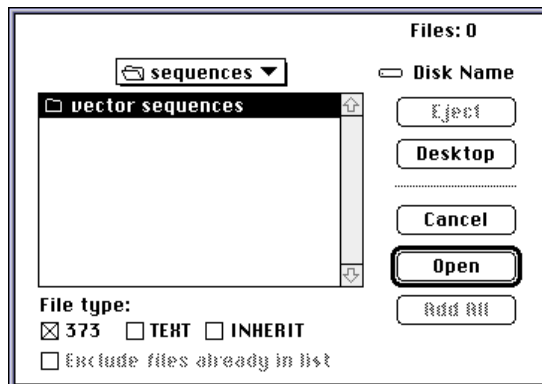 Files: 0
sequences
Disk Name
vector sequences
Eject
Desktop
Cancel
Open
File type:
373 TEXT INHERIT
Add All
Exclude files already in list